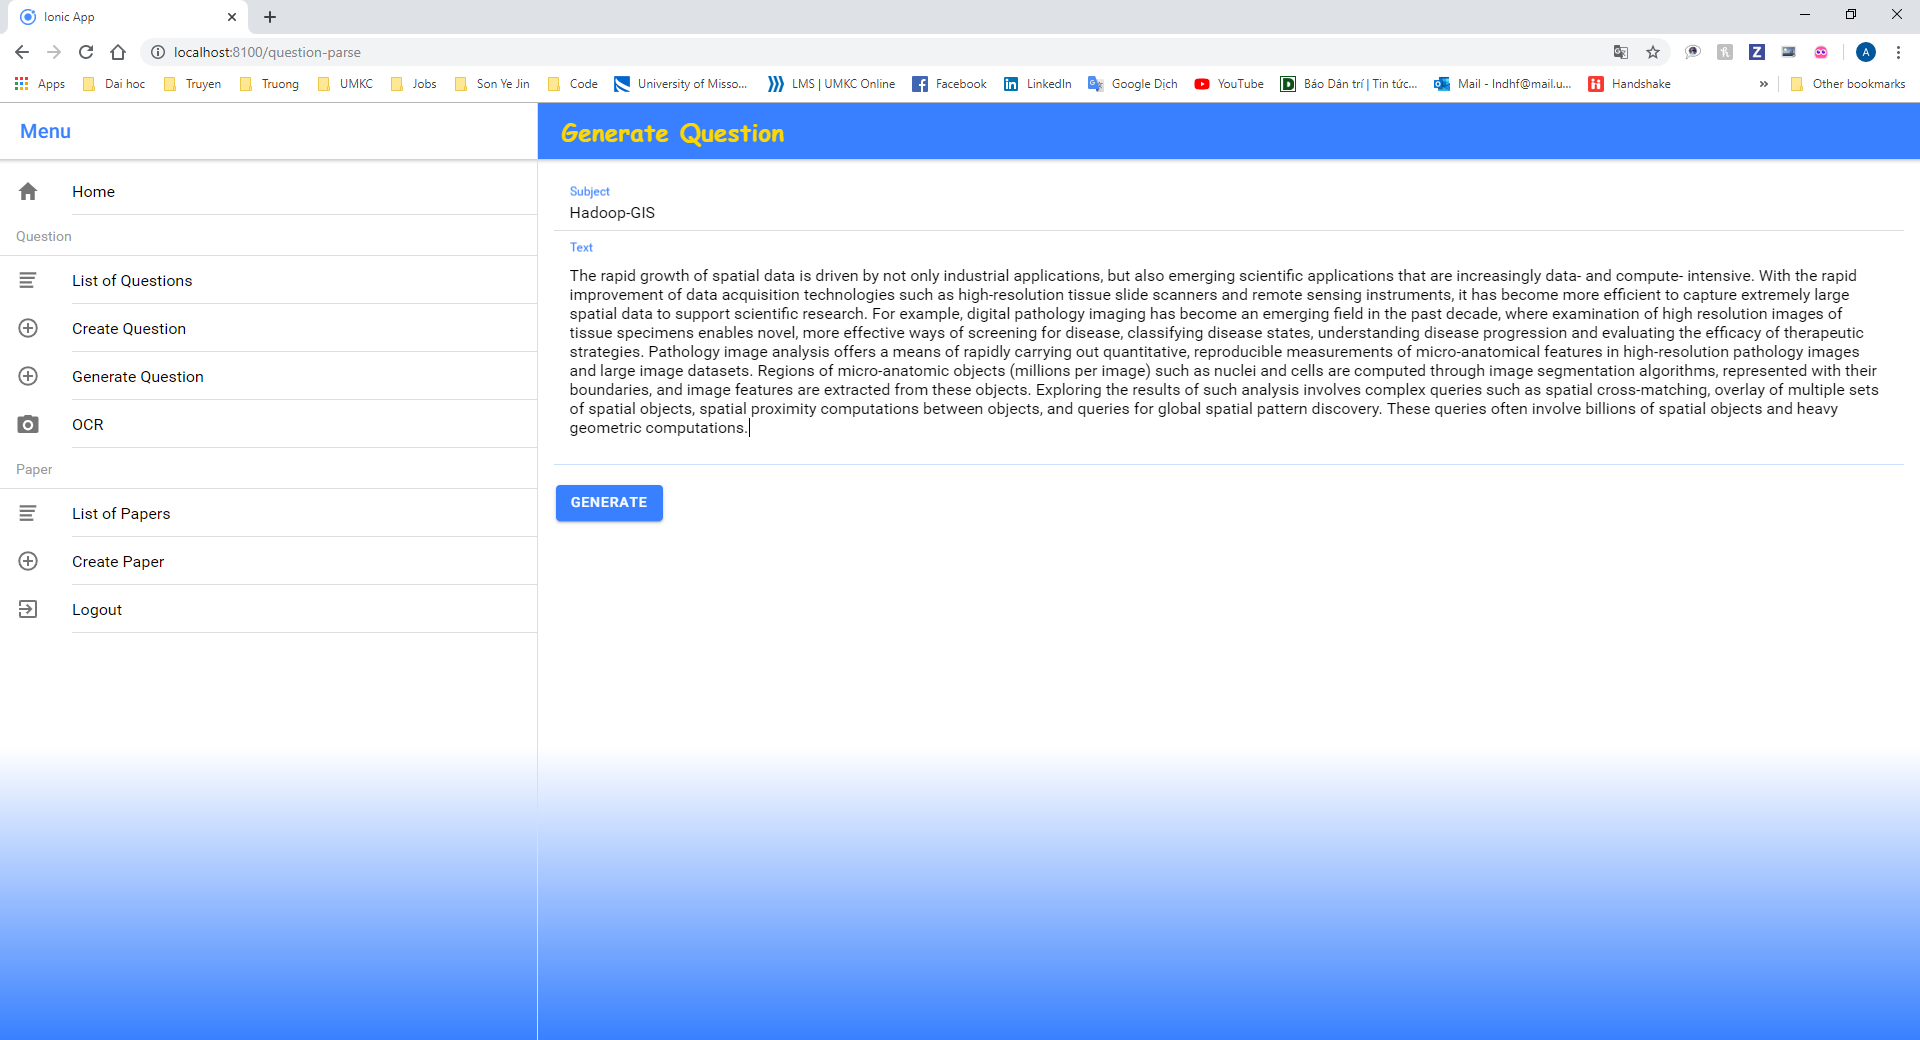 Ionic App
localhost:8100/question-parse
Apps Dai hoc Truyen Truong UMKC Jobs Son Ye Jin Code University of Misso... LMS | UMKC Online Facebook LinkedIn Google Dịch YouTube Báo Dân trí | Tin tức... Mail - lndhf@mail.u... Handshake » Other bookmarks
Menu
Home
Question
List of Questions
Create Question
Generate Question
OCR
Paper
List of Papers
Create Paper
Logout
Generate Question
Subject
Hadoop-GIS
Text
The rapid growth of spatial data is driven by not only industrial applications, but also emerging scientific applications that are increasingly data- and compute- intensive. With the rapid
improvement of data acquisition technologies such as high-resolution tissue slide scanners and remote sensing instruments, it has become more efficient to capture extremely large
spatial data to support scientific research. For example, digital pathology imaging has become an emerging field in the past decade, where examination of high resolution images of
tissue specimens enables novel, more effective ways of screening for disease, classifying disease states, understanding disease progression and evaluating the efficacy of therapeutic
strategies. Pathology image analysis offers a means of rapidly carrying out quantitative, reproducible measurements of micro-anatomical features in high-resolution pathology images
and large image datasets. Regions of micro-anatomic objects (millions per image) such as nuclei and cells are computed through image segmentation algorithms, represented with their
boundaries, and image features are extracted from these objects. Exploring the results of such analysis involves complex queries such as spatial cross-matching, overlay of multiple sets
of spatial objects, spatial proximity computations between objects, and queries for global spatial pattern discovery. These queries often involve billions of spatial objects and heavy
geometric computations.
GENERATE